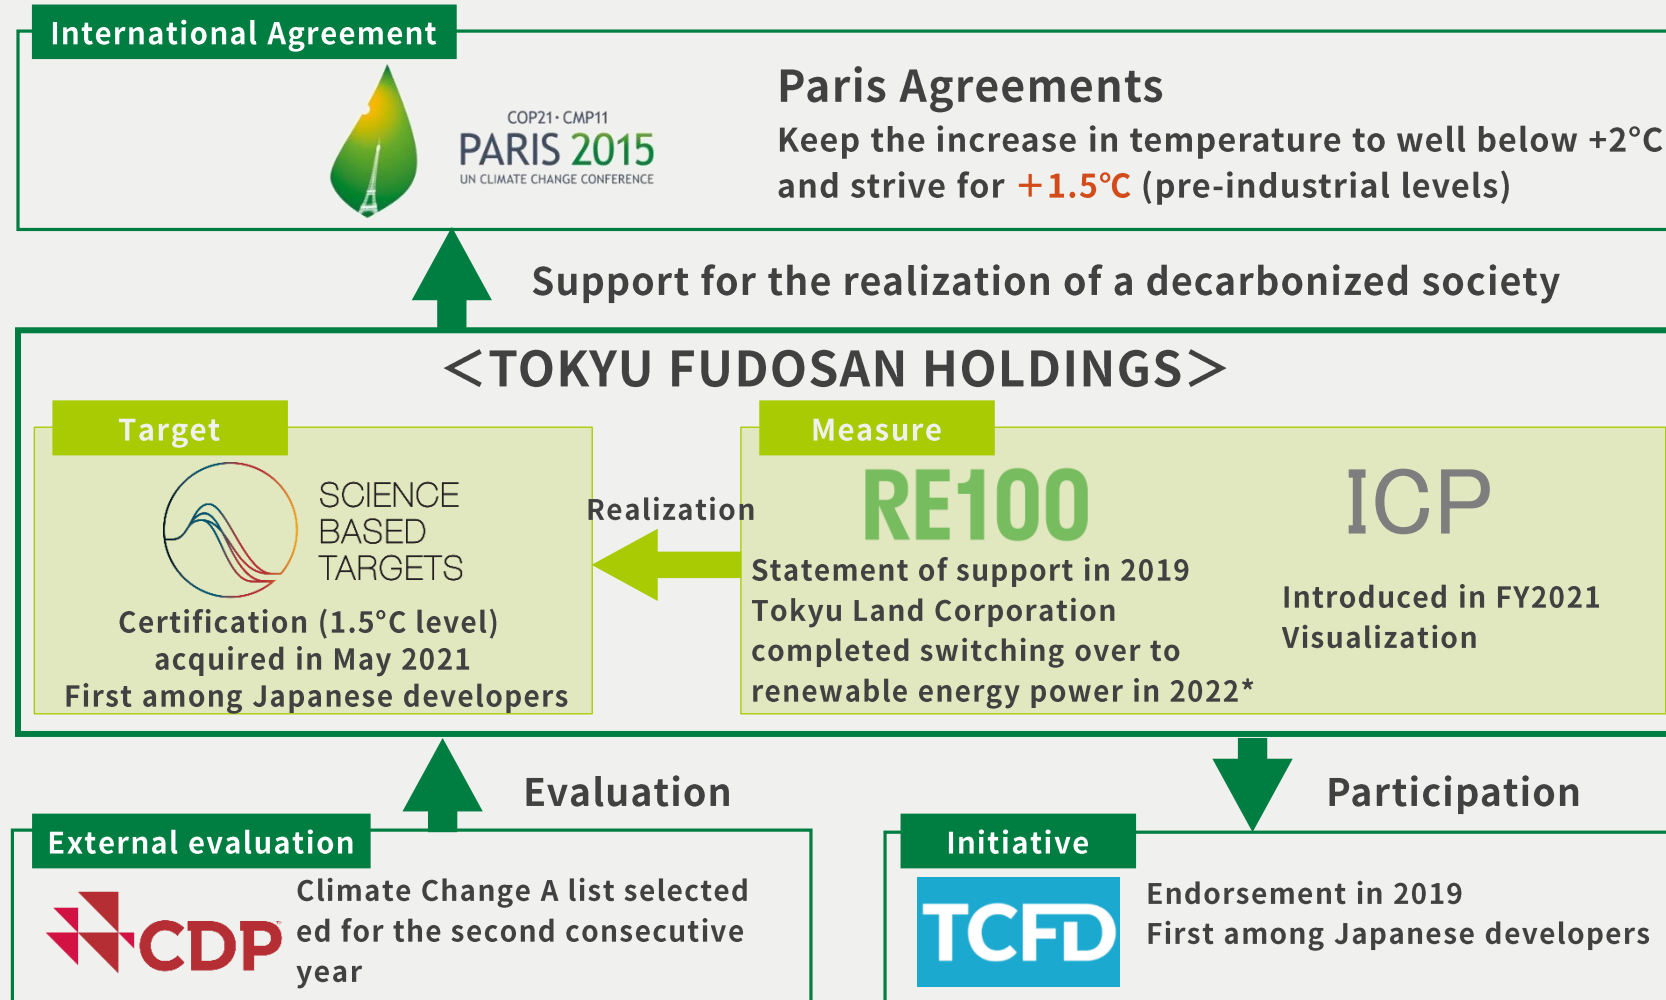 International Agreement
COP21·CMP11
PARIS 2015
UN CLIMATE CHANGE CONFERENCE
Paris Agreements
Keep the increase in temperature to well below +2°C
and strive for ＋1.5℃ (pre-industrial levels)
Support for the realization of a decarbonized society
＜TOKYU FUDOSAN HOLDINGS＞
Target
SCIENCE
BASED
TARGETS
Certification (1.5°C level)
acquired in May 2021
First among Japanese developers
Realization
Measure
RE100
Statement of support in 2019
Tokyu Land Corporation
completed switching over to
renewable energy power in 2022*
ICP
Introduced in FY2021
Visualization
Evaluation
Participation
External evaluation
CDP
Climate Change A list selected
ed for the second consecutive
year
Initiative
TCFD
Endorsement in 2019
First among Japanese developers